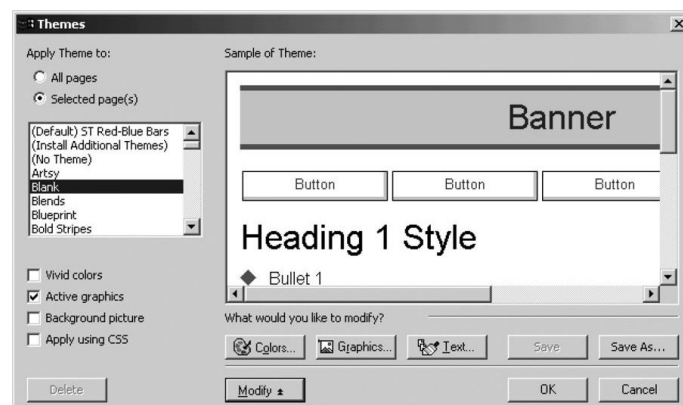 Themes
Apply Theme to:
All pages
Selected page(s)
(Default) ST Red-Blue Bars
(Install Additional Themes)
(No Theme)
Artsy
Blank
Blends
Blueprint
Bold Stripes
Vivid colors
Active graphics
Background picture
Apply using CSS
Delete
Sample of Theme:
Banner
Button Button Button
Heading 1 Style
Bullet 1
What would you like to modify?
Colors... Graphics... Text... Save Save As...
Modify OK Cancel